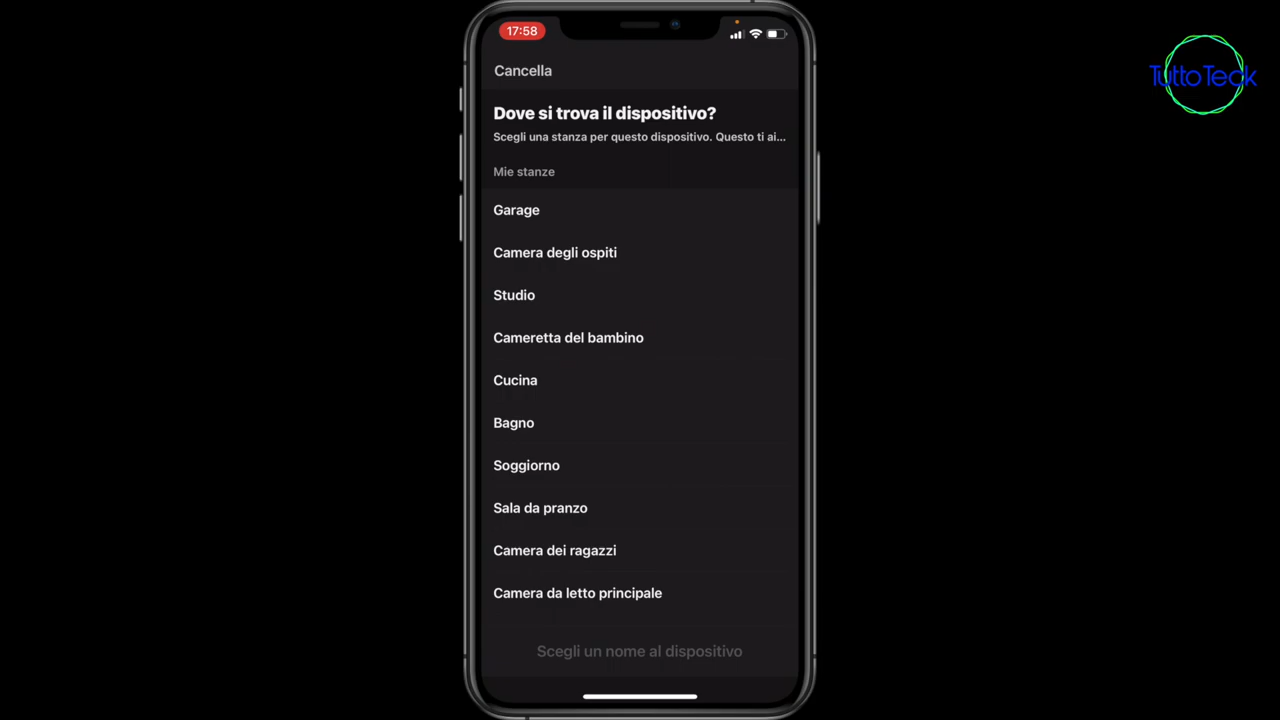 17:58
Cancella
Dove si trova il dispositivo?
Scegli una stanza per questo dispositivo. Questo ti ai...
Mie stanze
Garage
Camera degli ospiti
Studio
Cameretta del bambino
Cucina
Bagno
Soggiorno
Sala da pranzo
Camera dei ragazzi
Camera da letto principale
Scegli un nome al dispositivo
TuttoTeck